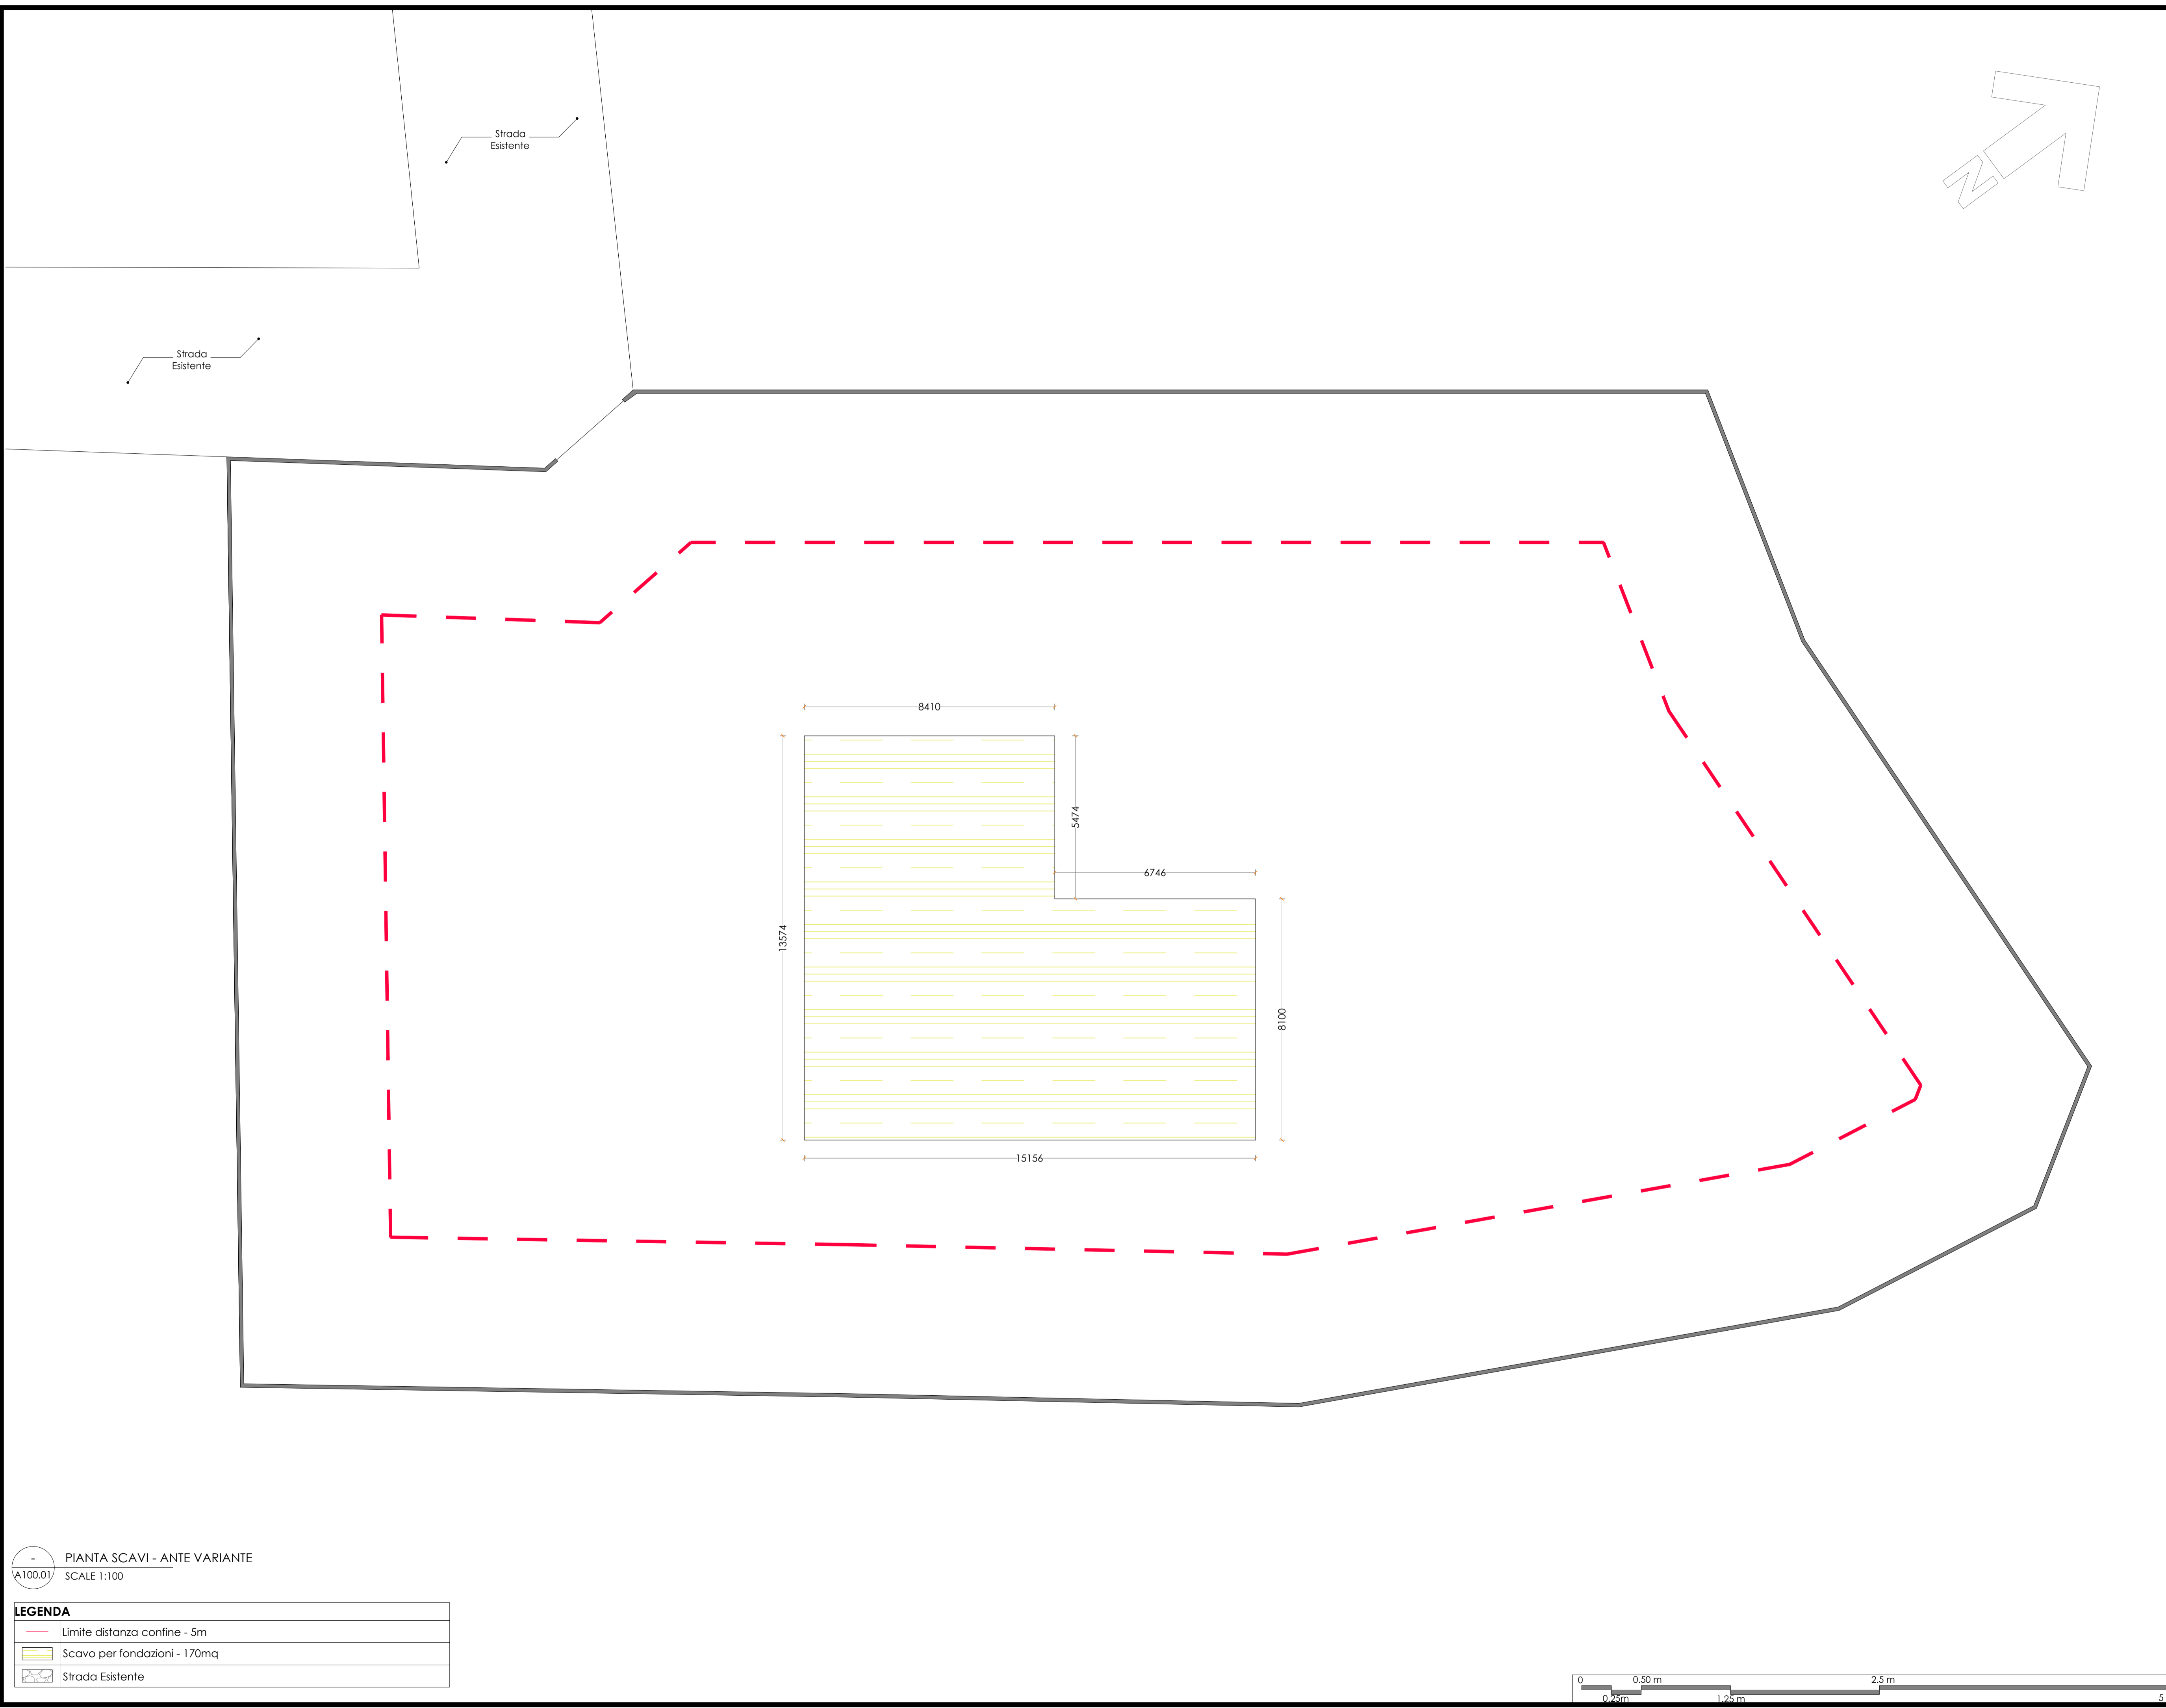 Strada
Esistente
N
Strada
Esistente
8410
5474
6746
13574
8100
15156
-
A100.01
PIANTA SCAVI - ANTE VARIANTE
SCALE 1:100
LEGENDA
Limite distanza confine - 5m
Scavo per fondazioni - 170mq
Strada Esistente
0 0.50 m 2.5 m
0.25m 1.25 m 5